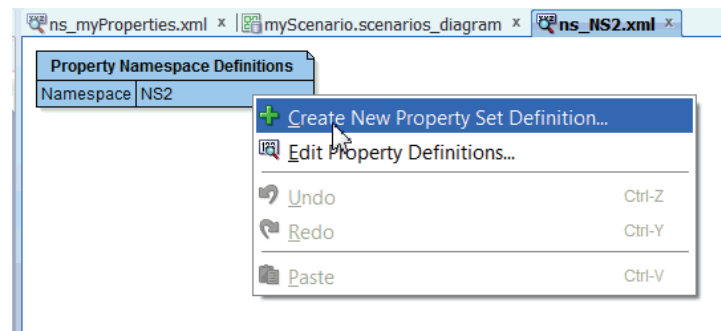 ns_myProperties.xml x myScenario.scenarios_diagram x ns_NS2.xml x
Property Namespace Definitions
Namespace NS2
Create New Property Set Definition...
Edit Property Definitions...
Undo Ctrl-Z
Redo Ctrl-Y
Paste Ctrl-V